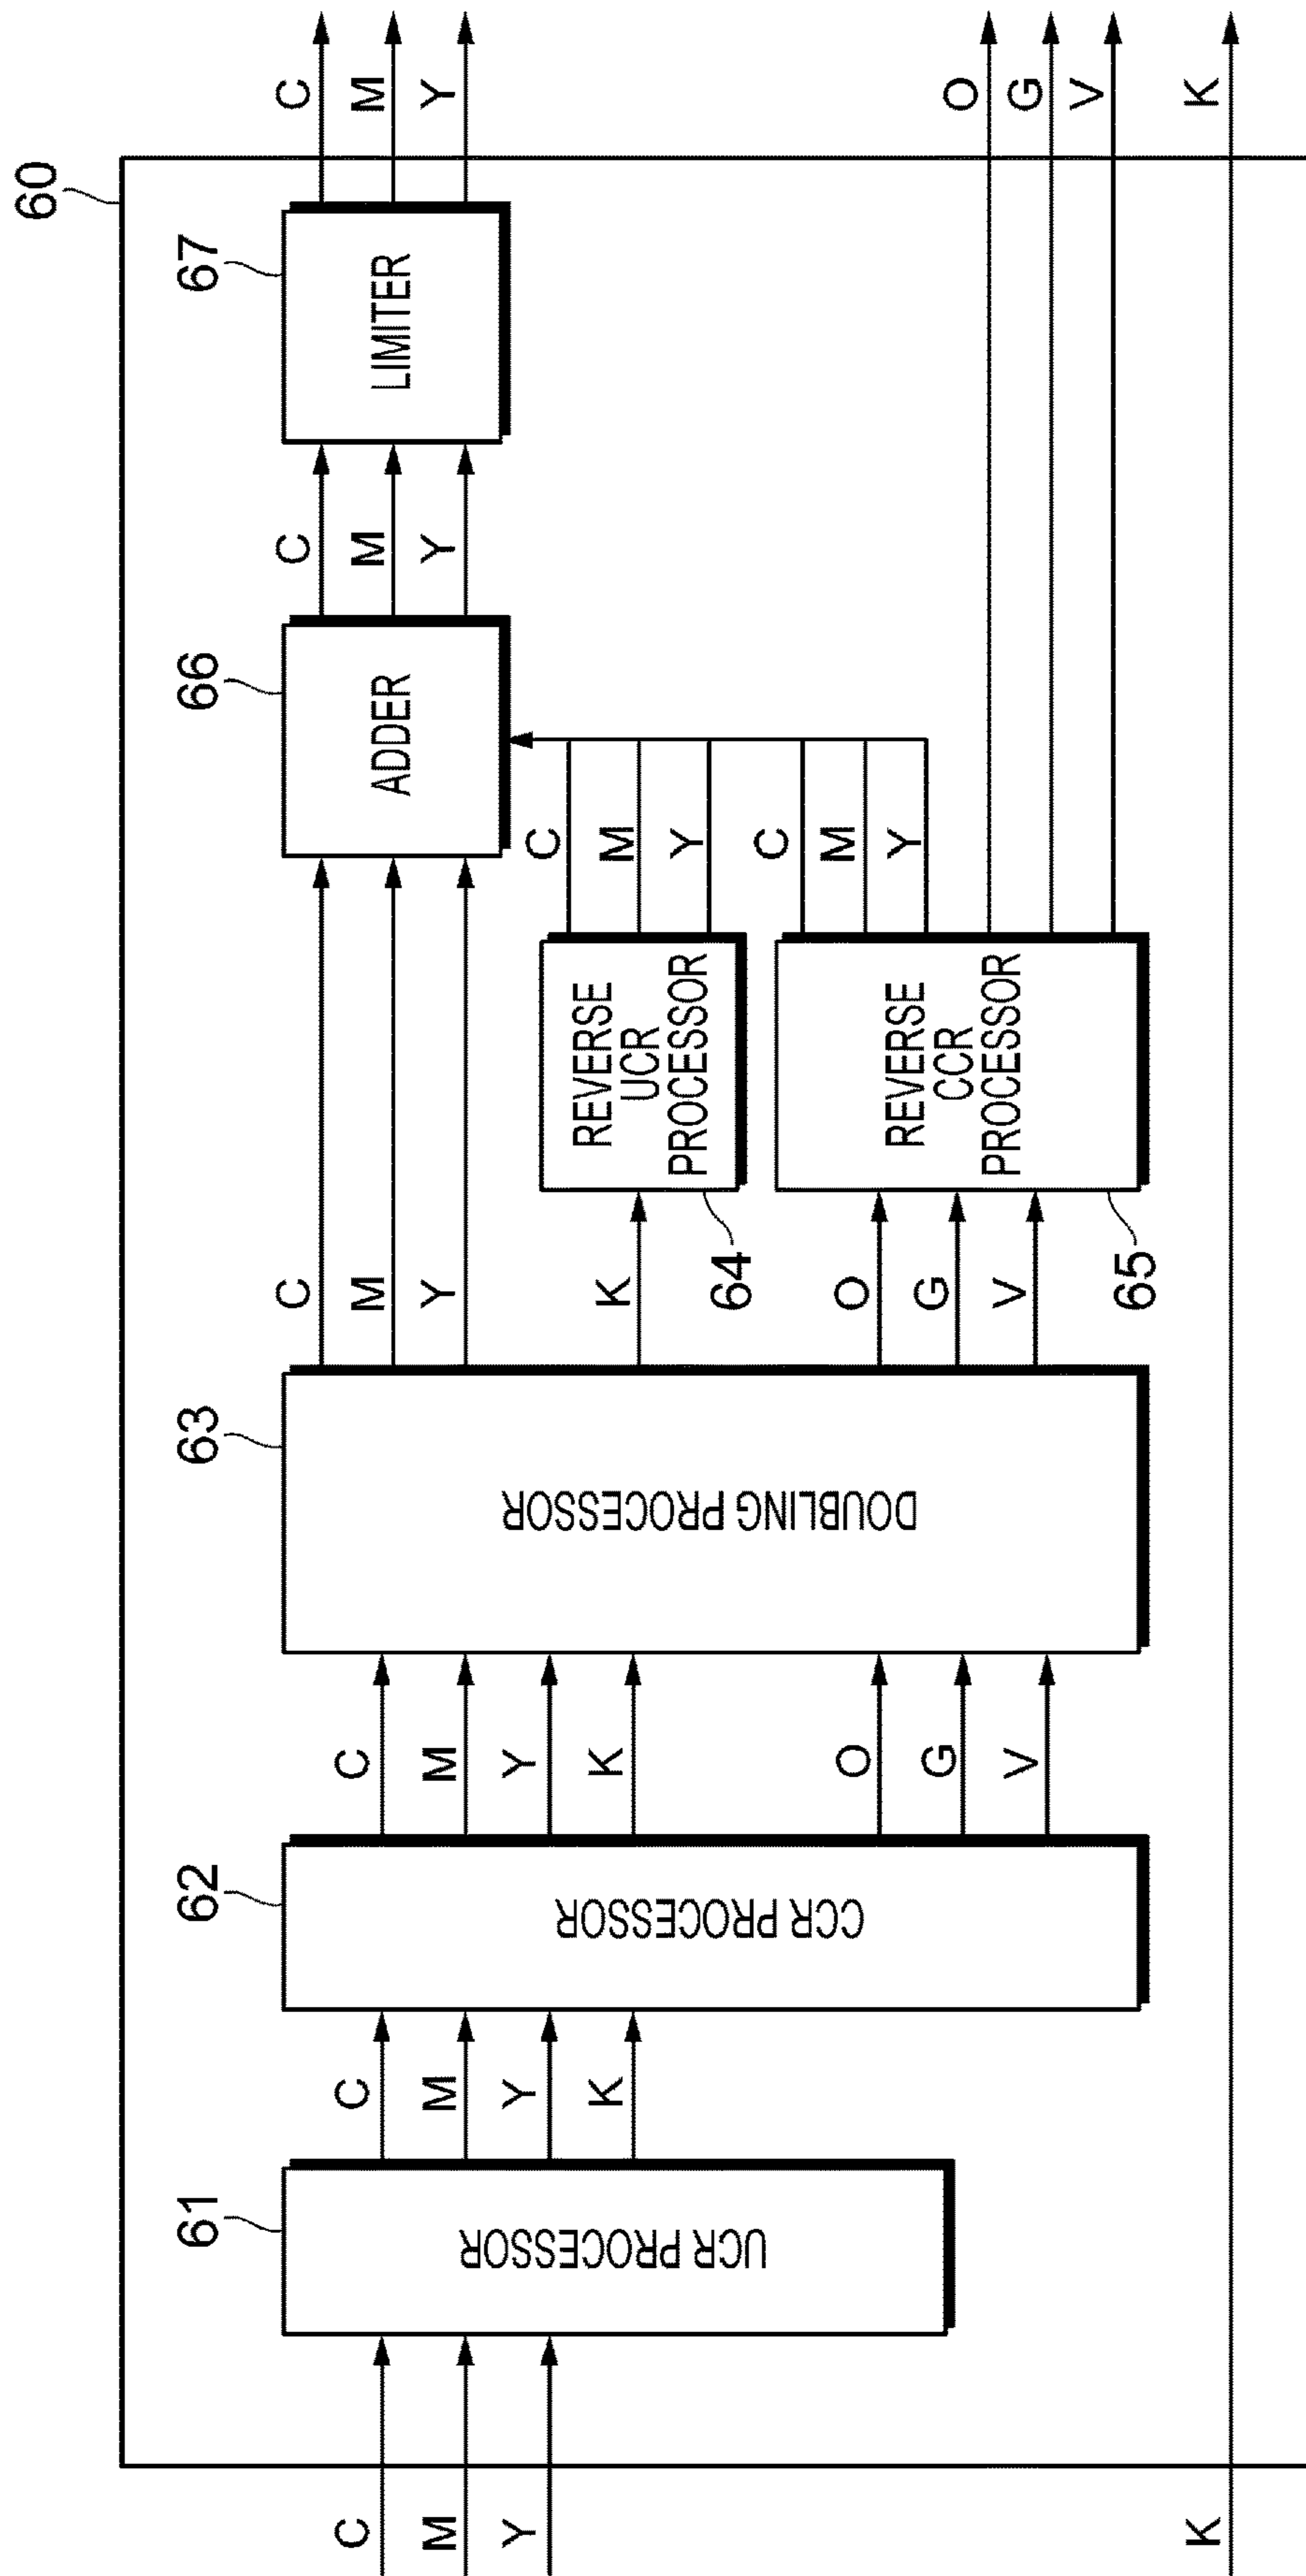 60
C
M
Y
K
61
UCR PROCESSOR
C
M
Y
K
62
CCR PROCESSOR
C
M
Y
K
O
G
V
63
DOUBLING PROCESSOR
C
M
Y
K
O
G
V
64
REVERSE
UCR
PROCESSOR
65
REVERSE
CCR
PROCESSOR
C
M
Y
C
M
Y
66
ADDER
C
M
Y
67
LIMITER
C
M
Y
O
G
V
K